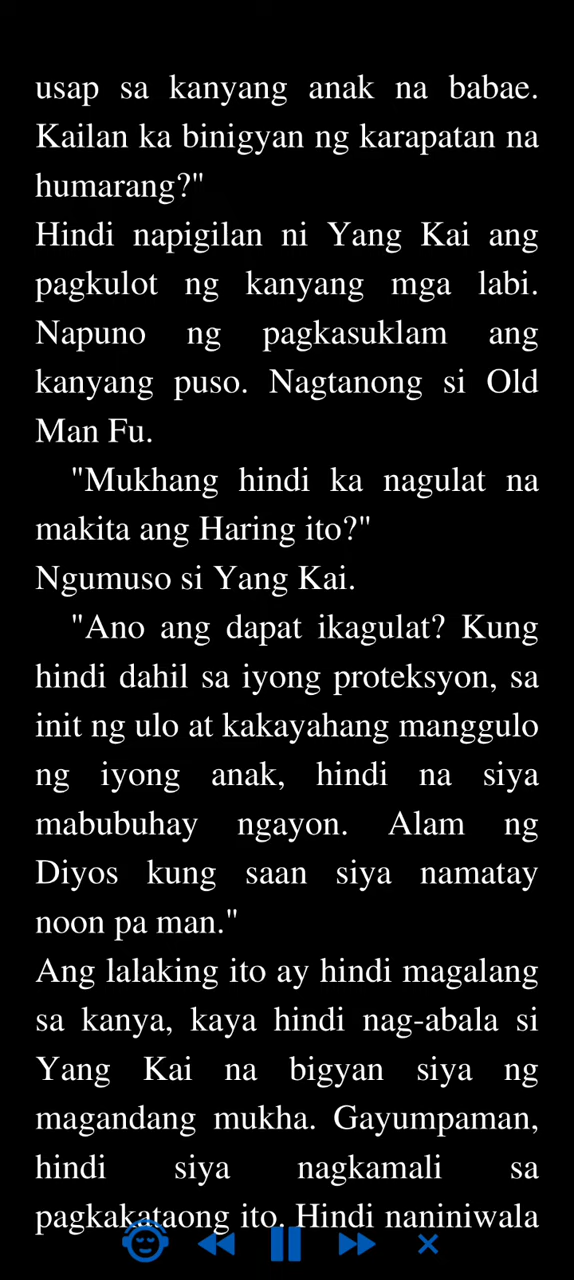 usap sa kanyang anak na babae.
Kailan ka binigyan ng karapatan na
humarang?"
Hindi napigilan ni Yang Kai ang
pagkulot ng kanyang mga labi.
Napuno ng pagkasuklam ang
kanyang puso. Nagtanong si Old
Man Fu.
"Mukhang hindi ka nagulat na
makita ang Haring ito?"
Ngumuso si Yang Kai.
"Ano ang dapat ikagulat? Kung
hindi dahil sa iyong proteksyon, sa
init ng ulo at kakayahang manggulo
ng iyong anak, hindi na siya
mabubuhay ngayon. Alam ng
Diyos kung saan siya namatay
noon pa man."
Ang lalaking ito ay hindi magalang
sa kanya, kaya hindi nag-abala si
Yang Kai na bigyan siya ng
magandang mukha. Gayumpaman,
hindi siya nagkamali sa
pagkakataong ito. Hindi naniniwala